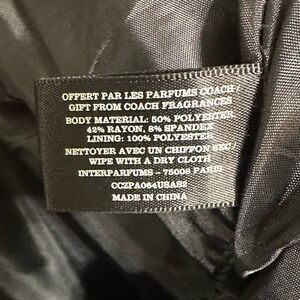 OFFERT PAR LES PARFUMS COACH /
GIFT FROM COACH FRAGRANCES
BODY MATERIAL: 50% POLYESTER
42% RAYON, 8% SPANDEX
LINING: 100% POLYESTER
NETTOYER AVEC UN CHIFFON SEC /
WIPE WITH A DRY CLOTH
INTERPARFUMS - 75008 PARIS
CCZPA064USAS2
MADE IN CHINA